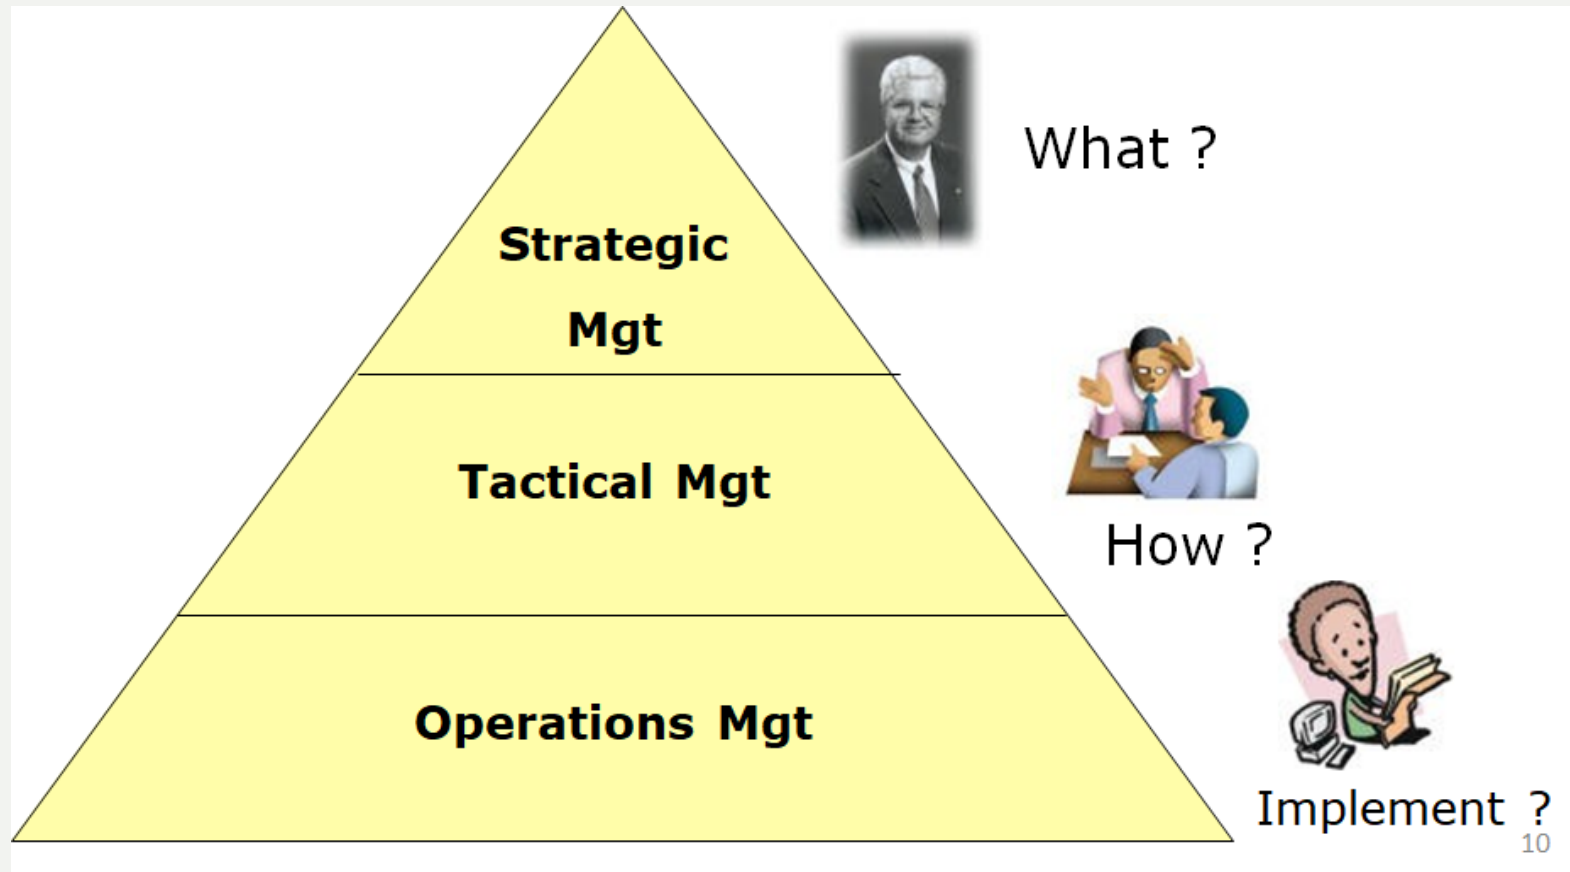 What ?
Strategic
Mgt
Tactical Mgt
How ?
Operations Mgt
Implement ?
10